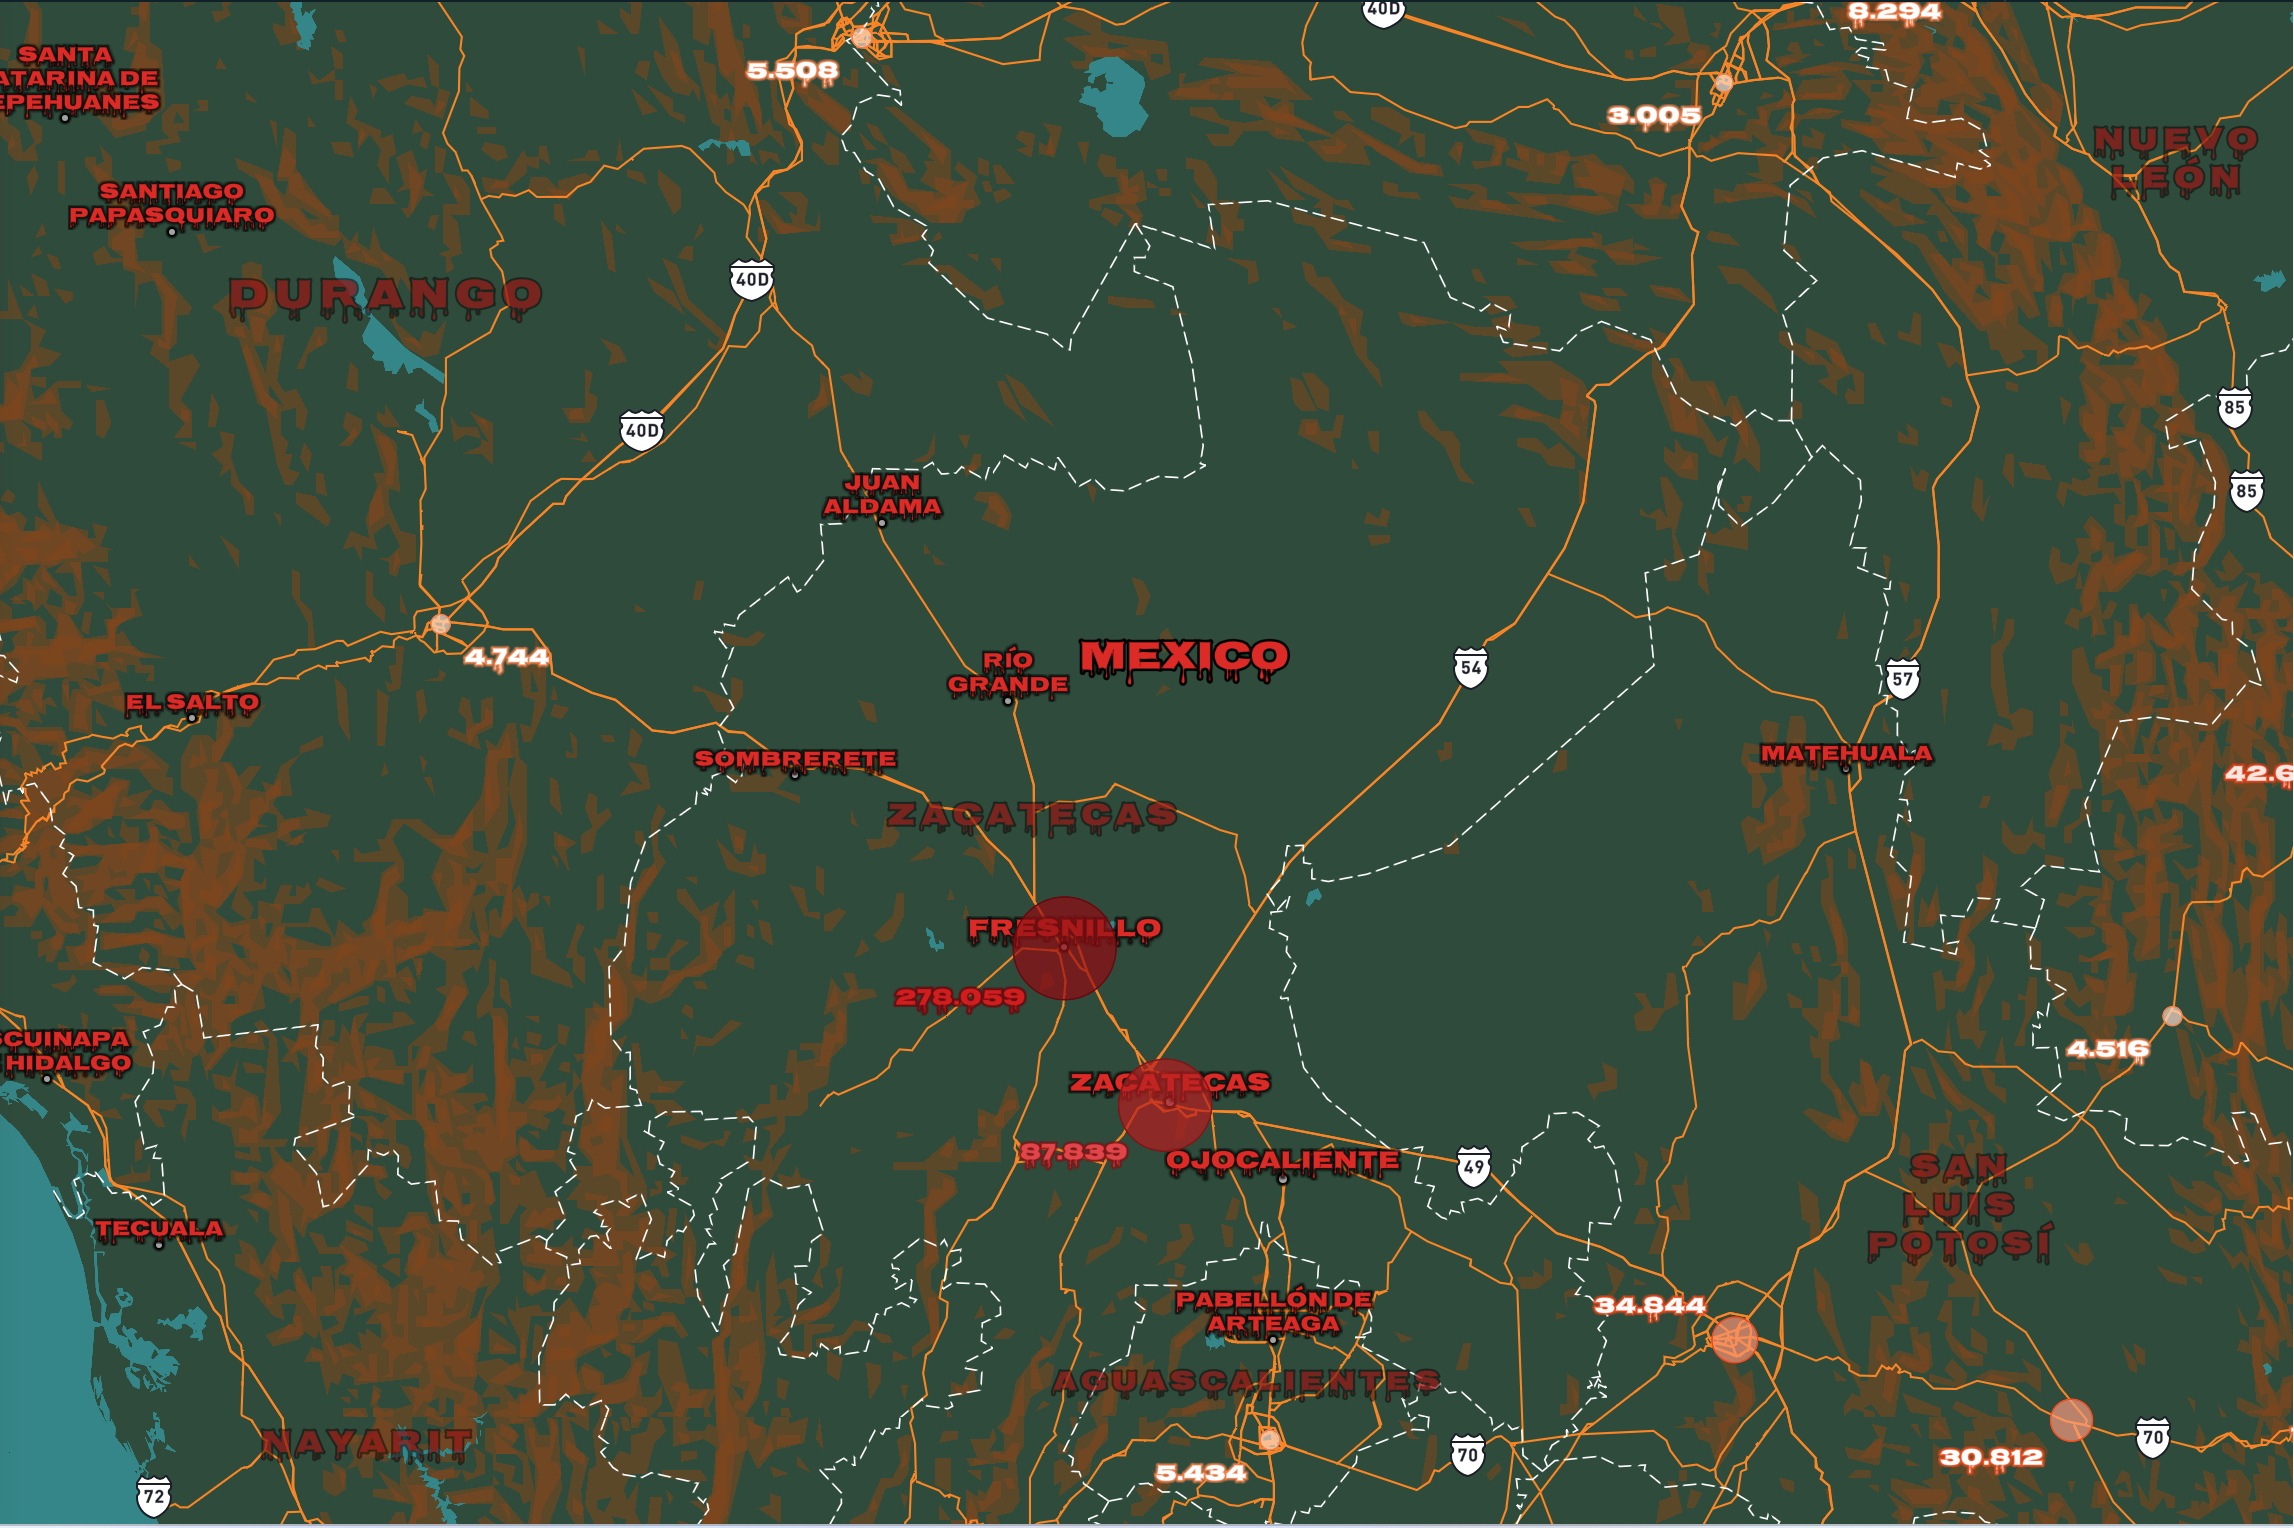 40D
8.294
SANTA
ATARINA DE
EPEHUANES
5.508
3.005
NUEVO
LEÓN
SANTIAGO
PAPASQUIARO
DURANGO
40D
40D
85
85
JUAN
ALDAMA
4.744
MEXICO
RÍO
GRANDE
54
57
EL SALTO
SOMBRERETE
MATEHUALA
42.6
ZACATECAS
FRESNILLO
278.059
SCUINAPA
HIDALGO
4.516
ZACATECAS
87.839
OJOCALIENTE
49
SAN
LUIS
POTOSÍ
TECUALA
PABELLÓN DE
ARTEAGA
34.844
AGUASCALIENTES
NAYARIT
70
70
30.812
5.434
72